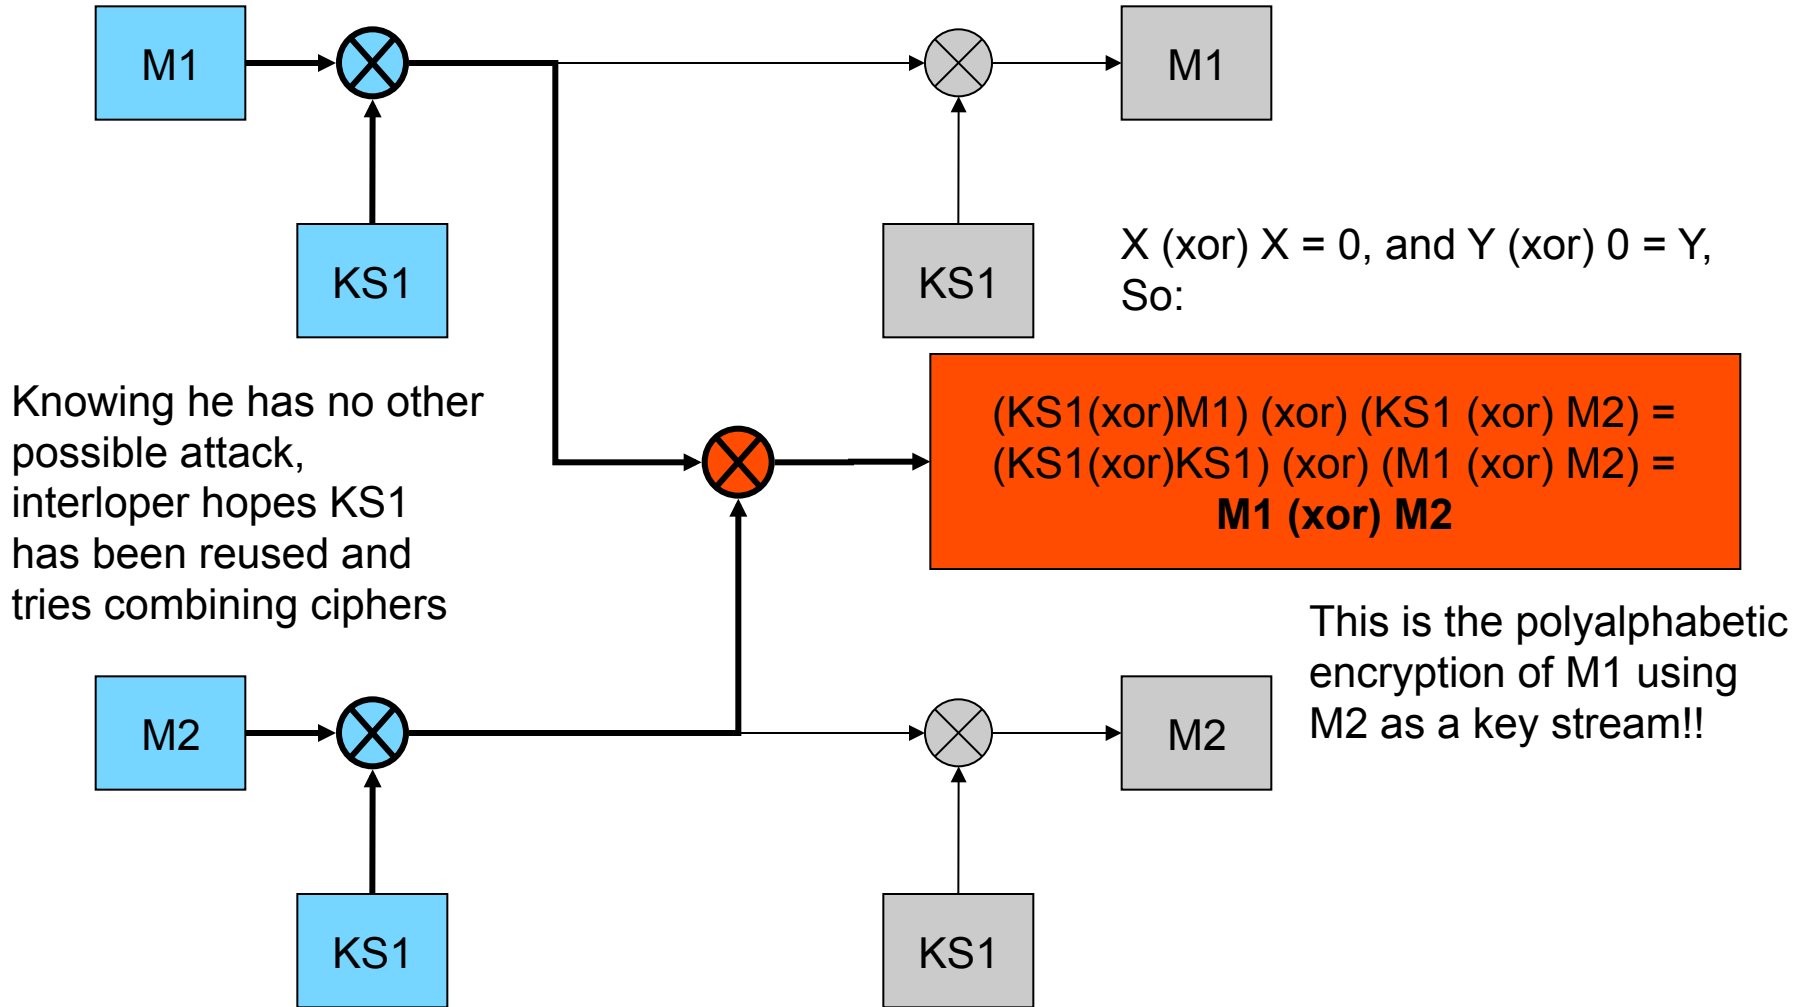 M1
M1
KS1
KS1
X (xor) X = 0, and Y (xor) 0 = Y,
So:
Knowing he has no other
possible attack,
interloper hopes KS1
has been reused and
tries combining ciphers
(KS1(xor)M1) (xor) (KS1 (xor) M2) =
(KS1(xor)KS1) (xor) (M1 (xor) M2) =
M1 (xor) M2
This is the polyalphabetic
encryption of M1 using
M2 as a key stream!!
M2
M2
KS1
KS1